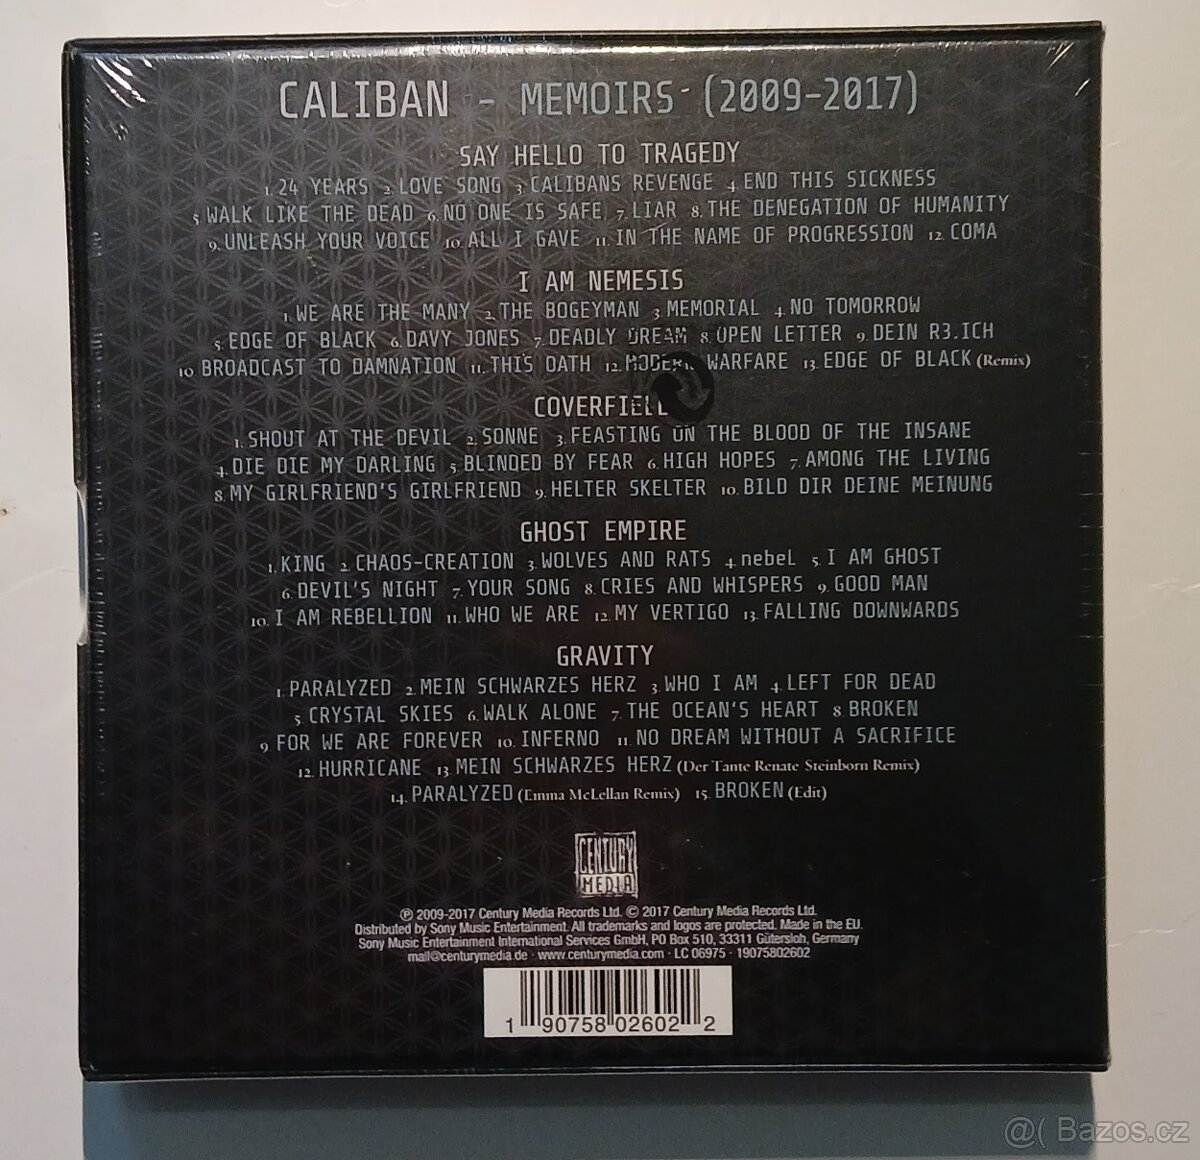 CALIBAN - MEMOIRS (2009-2017)
SAY HELLO TO TRAGEDY
1. 24 YEARS 2. LOVE SONG 3. CALIBANS REVENGE 4. END THIS SICKNESS
5. WALK LIKE THE DEAD 6. NO ONE IS SAFE 7. LIAR 8. THE DENEGATION OF HUMANITY
9. UNLEASH YOUR VOICE 10. ALL I GAVE 11. IN THE NAME OF PROGRESSION 12. COMA
I AM NEMESIS
1. WE ARE THE MANY 2. THE BOGEYMAN 3. MEMORIAL 4. NO TOMORROW
5. EDGE OF BLACK 6. DAVY JONES 7. DEADLY DREAM 8. OPEN LETTER 9. DEIN R3.ICH
10. BROADCAST TO DAMNATION 11. THIS OATH 12. MODERN WARFARE 13. EDGE OF BLACK (Remix)
COVERFIELD
1. SHOUT AT THE DEVIL 2. SONNE 3. FEASTING ON THE BLOOD OF THE INSANE
4. DIE DIE MY DARLING 5. BLINDED BY FEAR 6. HIGH HOPES 7. AMONG THE LIVING
8. MY GIRLFRIEND'S GIRLFRIEND 9. HELTER SKELTER 10. BILD DIR DEINE MEINUNG
GHOST EMPIRE
1. KING 2. CHAOS-CREATION 3. WOLVES AND RATS 4. nebeL 5. I AM GHOST
6. DEVIL'S NIGHT 7. YOUR SONG 8. CRIES AND WHISPERS 9. GOOD MAN
10. I AM REBELLION 11. WHO WE ARE 12. MY VERTIGO 13. FALLING DOWNWARDS
GRAVITY
1. PARALYZED 2. MEIN SCHWARZES HERZ 3. WHO I AM 4. LEFT FOR DEAD
5. CRYSTAL SKIES 6. WALK ALONE 7. THE OCEAN'S HEART 8. BROKEN
9. FOR WE ARE FOREVER 10. INFERNO 11. NO DREAM WITHOUT A SACRIFICE
12. HURRICANE 13. MEIN SCHWARZES HERZ (Der Tante Renate Steinborn Remix)
14. PARALYZED (Emma McLellan Remix) 15. BROKEN (Edit)
CENTURY
MEDIA
℗ 2009-2017 Century Media Records Ltd. © 2017 Century Media Records Ltd.
Distributed by Sony Music Entertainment. All trademarks and logos are protected. Made in the EU.
Sony Music Entertainment International Services GmbH, PO Box 510, 33311 Gütersloh, Germany
mail@centurymedia.de · www.centurymedia.com · LC 06975 · 19075802602
1 90758 02602 2
@( Bazos.cz